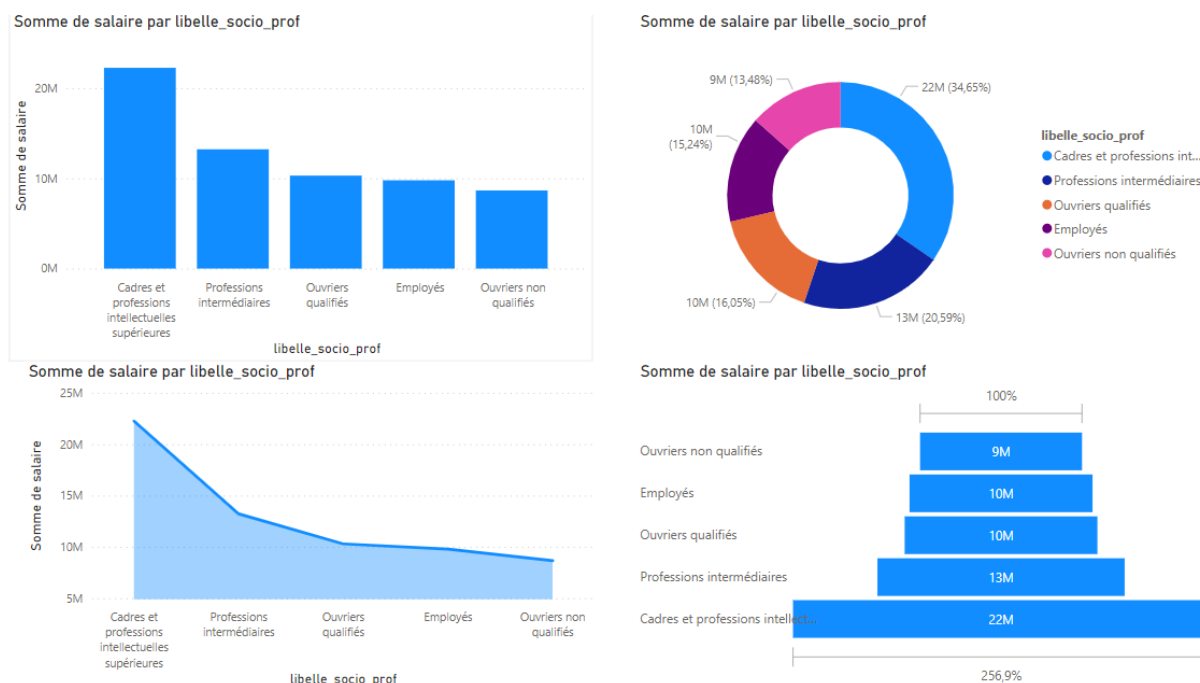 Somme de salaire par libelle_socio_prof
20M
10M
0M
Somme de salaire
Cadres et
professions
intellectuelles
supérieures
Professions
intermédiaires
Ouvriers
qualifiés
Employés
Ouvriers non
qualifiés
libelle_socio_prof
Somme de salaire par libelle_socio_prof
9M (13,48%)
22M (34,65%)
10M
(15,24%)
10M (16,05%)
13M (20,59%)
libelle_socio_prof
Cadres et professions int...
Professions intermédiaires
Ouvriers qualifiés
Employés
Ouvriers non qualifiés
Somme de salaire par libelle_socio_prof
25M
20M
15M
10M
5M
Somme de salaire
Cadres et
professions
intellectuelles
supérieures
Professions
intermédiaires
Ouvriers
qualifiés
Employés
Ouvriers non
qualifiés
libelle_socio_prof
Somme de salaire par libelle_socio_prof
100%
Ouvriers non qualifiés
9M
Employés
10M
Ouvriers qualifiés
10M
Professions intermédiaires
13M
Cadres et professions intellect...
22M
256,9%